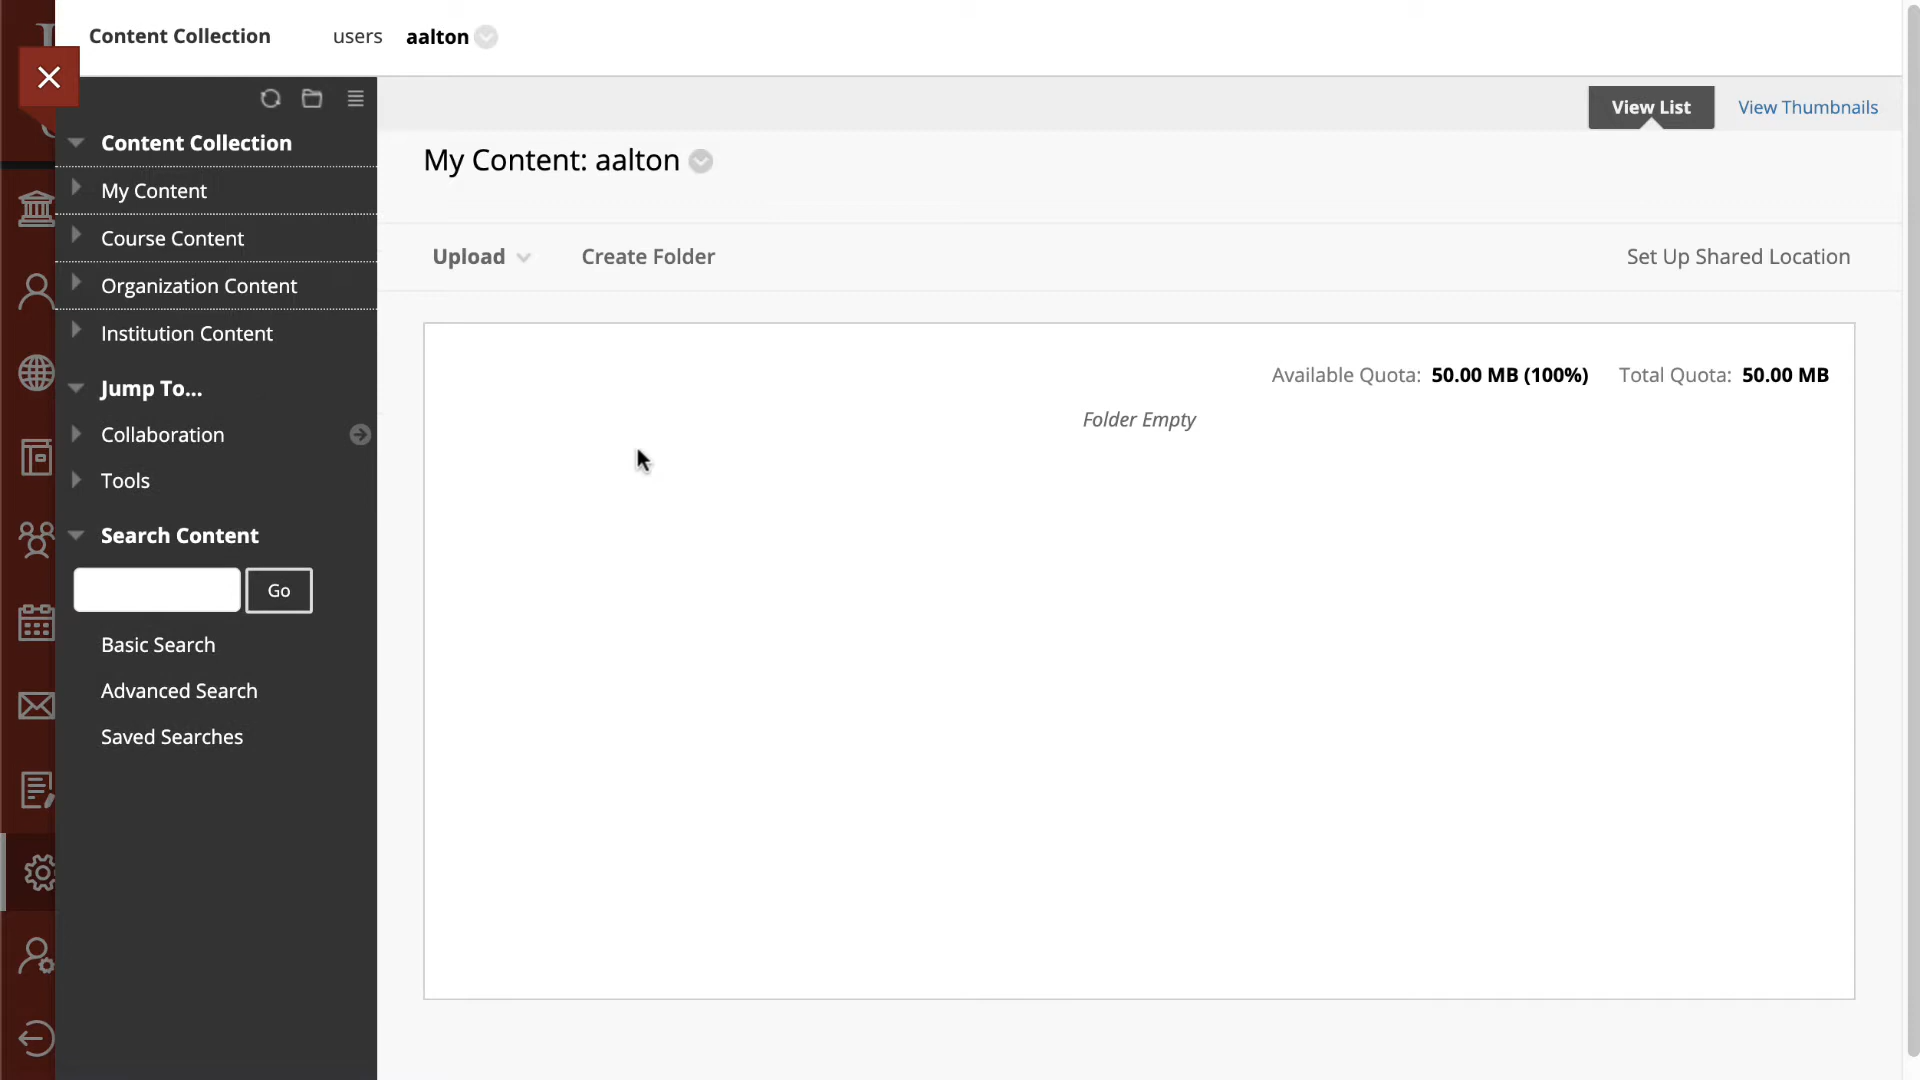 Content Collection users aalton
View List View Thumbnails
Content Collection
My Content
Course Content
Organization Content
Institution Content
Jump To...
Collaboration
Tools
Search Content
Go
Basic Search
Advanced Search
Saved Searches
My Content: aalton
Upload Create Folder Set Up Shared Location
Available Quota: 50.00 MB (100%) Total Quota: 50.00 MB
Folder Empty